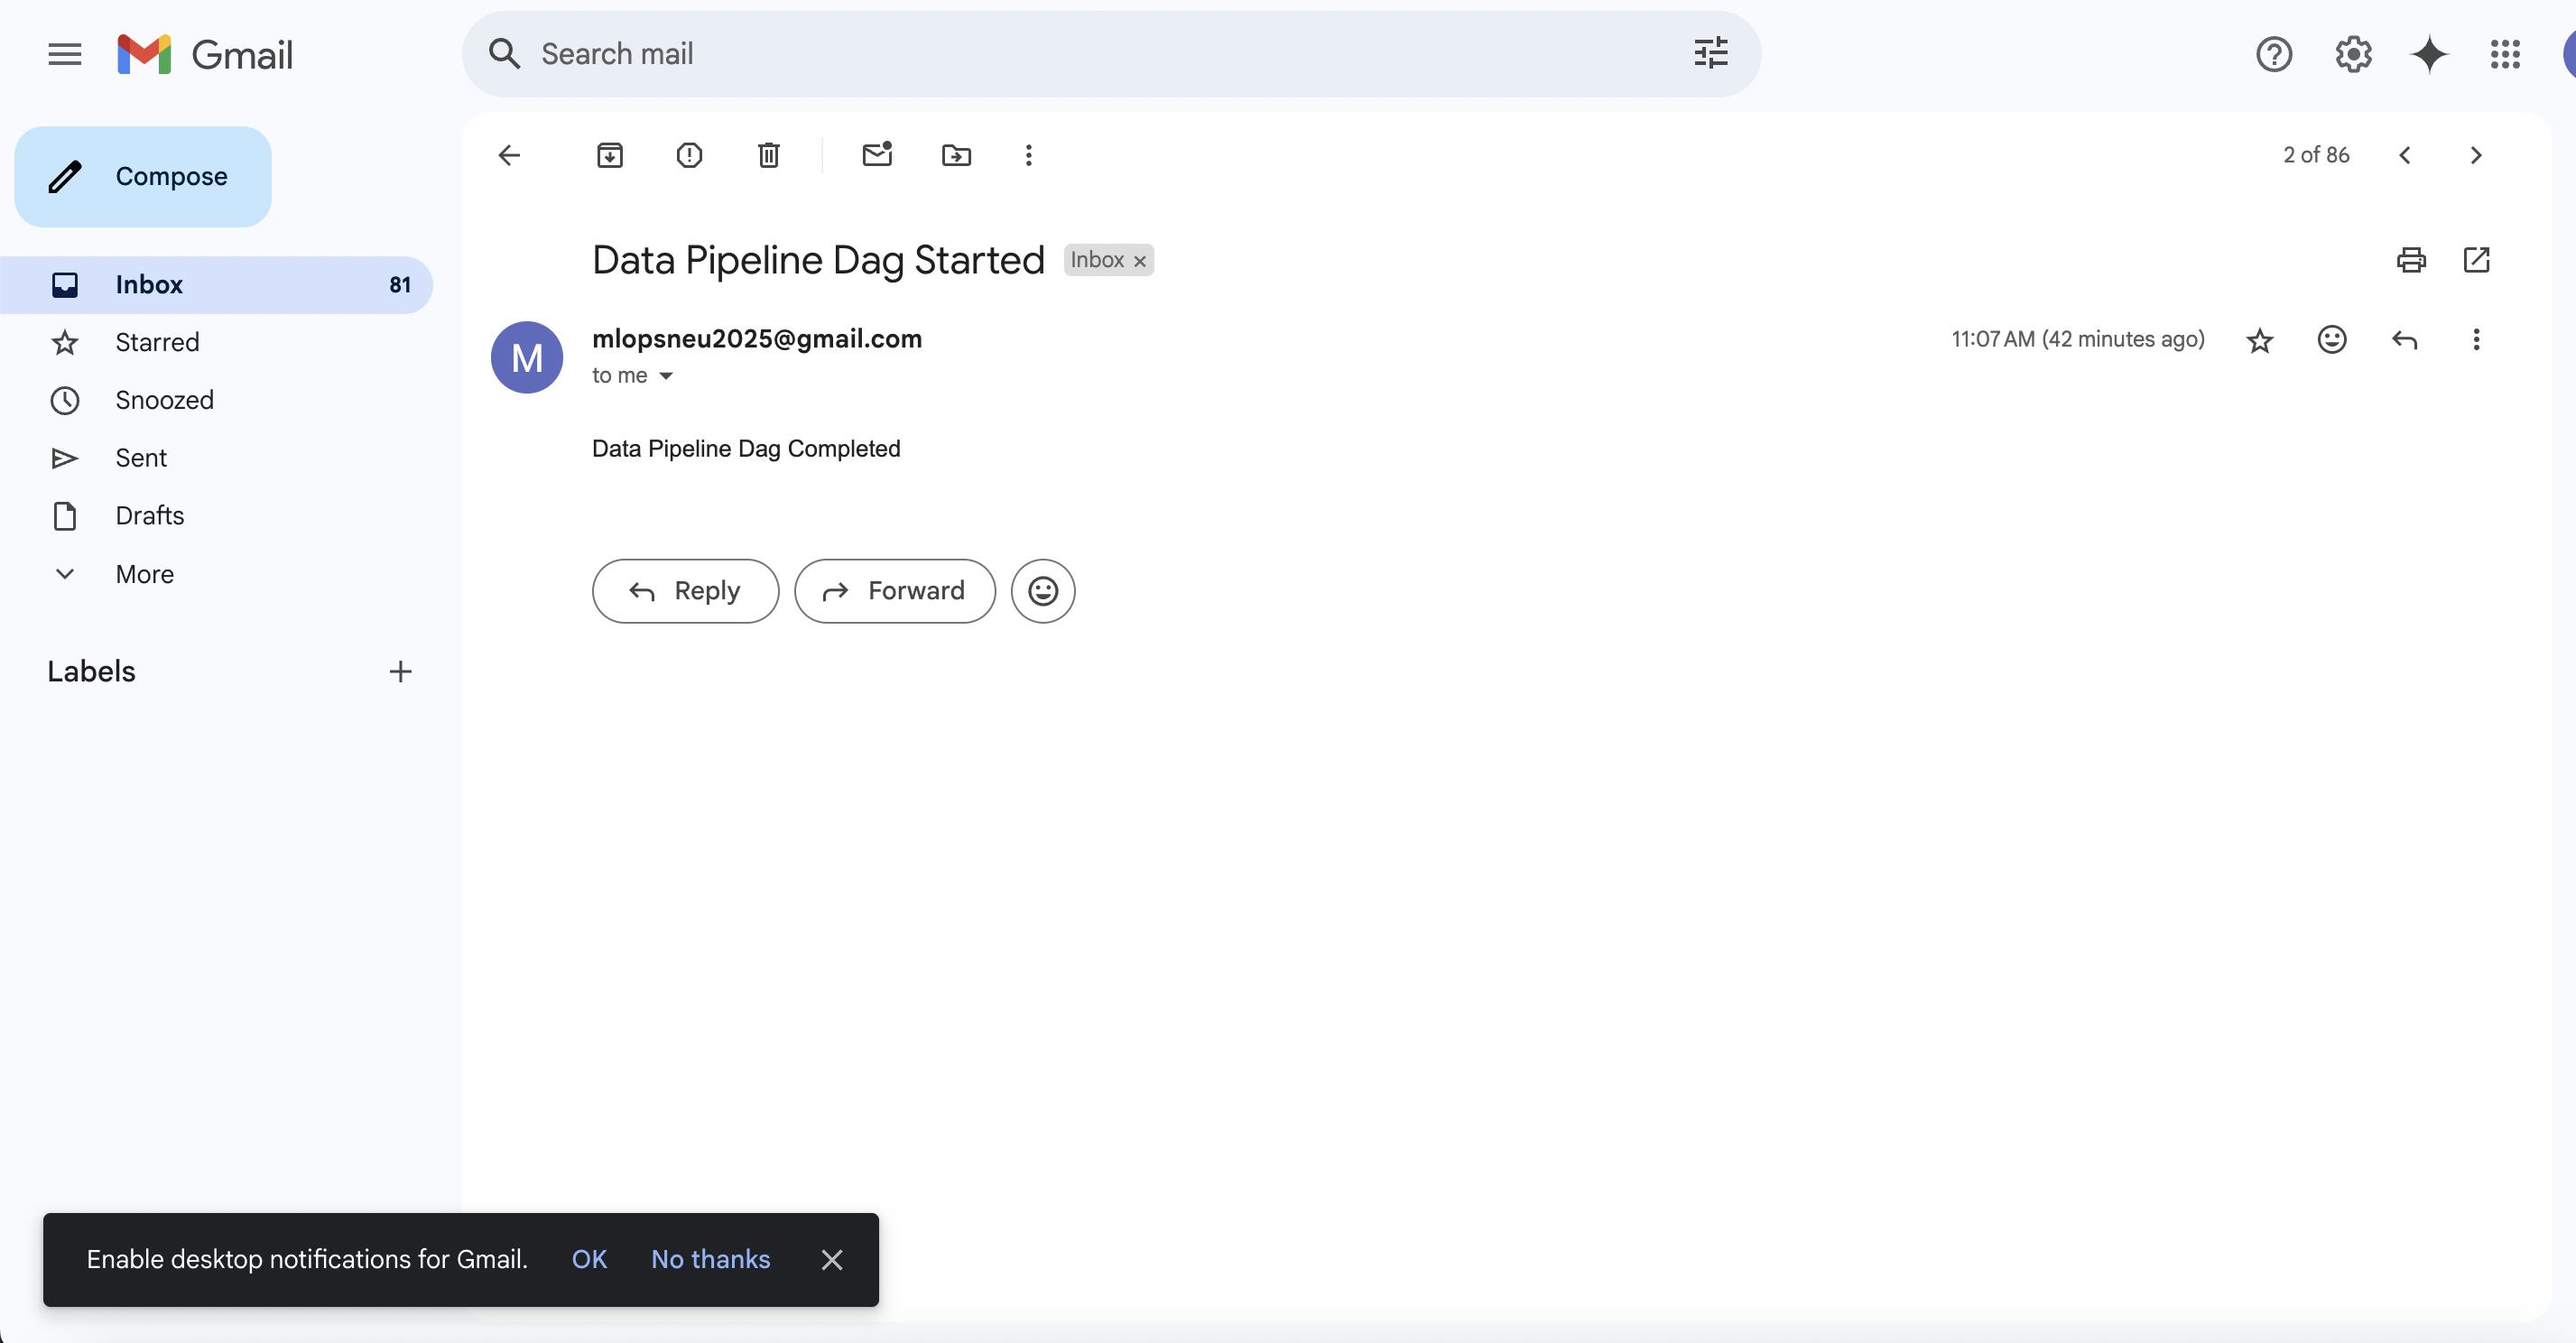 Gmail
Search mail
Compose
2 of 86
Inbox 81
Data Pipeline Dag Started Inbox ×
Starred
M mlopsneu2025@gmail.com 11:07 AM (42 minutes ago)
to me
Snoozed
Data Pipeline Dag Completed
Sent
Drafts
More
Reply Forward
Labels
Enable desktop notifications for Gmail. OK No thanks